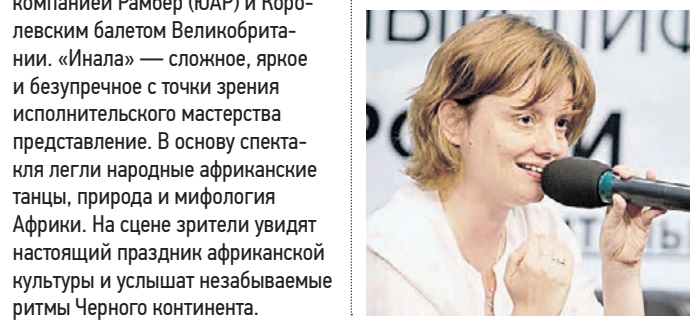 компанией Рамбер (ЮАР) и Коро-
левским балетом Великобрита-
нии. «Инала» — сложное, яркое
и безупречное с точки зрения
исполнительского мастерства
представление. В основу спекта-
кля легли народные африканские
танцы, природа и мифология
Африки. На сцене зрители увидят
настоящий праздник африканской
культуры и услышат незабываемые
ритмы Черного континента.